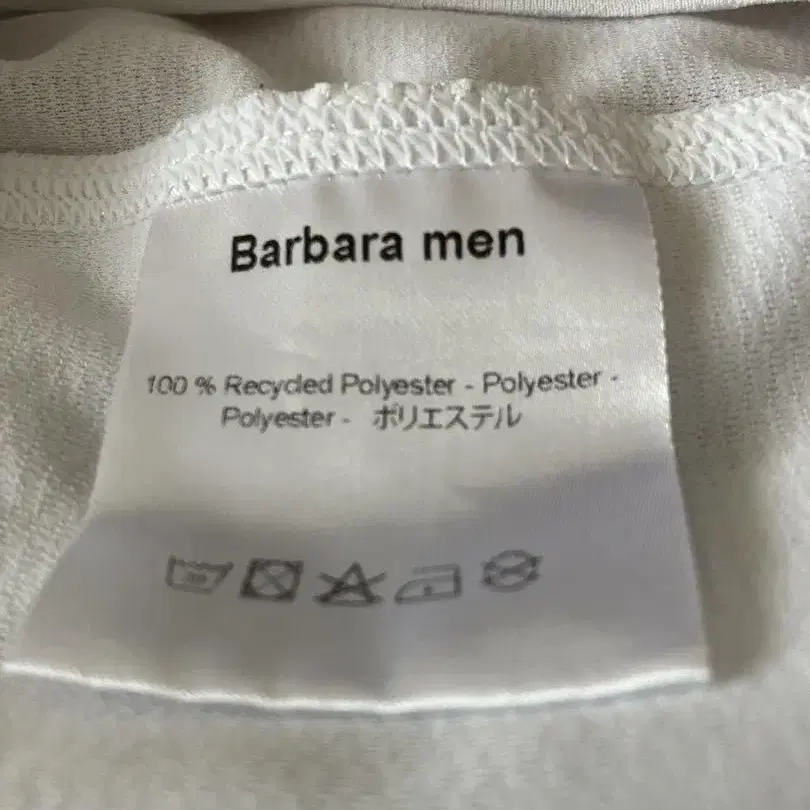 Barbara men
100 % Recycled Polyester - Polyester -
Polyester - ポリエステル